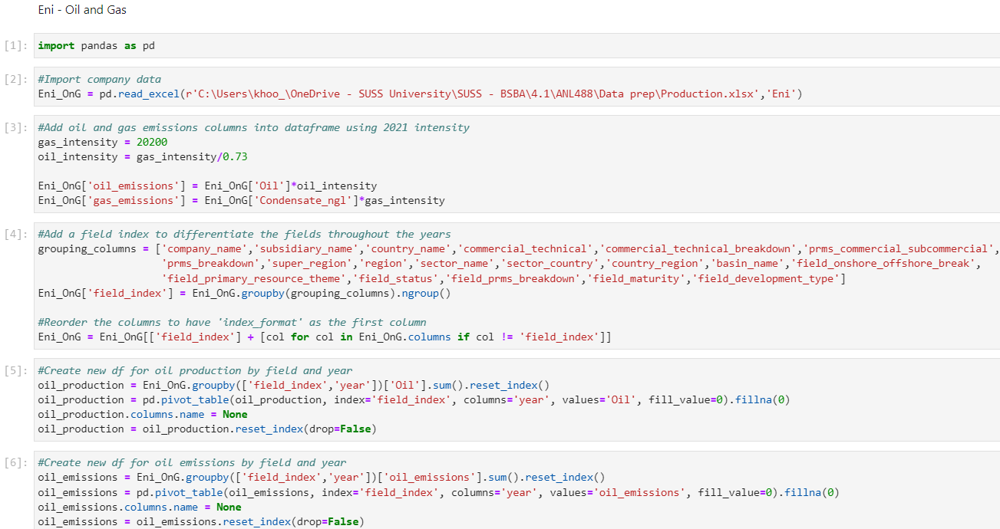 Eni - Oil and Gas
[1]: import pandas as pd
[2]: #Import company data
Eni_OnG = pd.read_excel(r'C:\Users\khoo_\OneDrive - SUSS University\SUSS - BSBA\4.1\ANL488\Data prep\Production.xlsx','Eni')
[3]: #Add oil and gas emissions columns into dataframe using 2021 intensity
gas_intensity = 20200
oil_intensity = gas_intensity/0.73
Eni_OnG['oil_emissions'] = Eni_OnG['Oil']*oil_intensity
Eni_OnG['gas_emissions'] = Eni_OnG['Condensate_ngl']*gas_intensity
[4]: #Add a field index to differentiate the fields throughout the years
grouping_columns = ['company_name','subsidiary_name','country_name','commercial_technical','commercial_technical_breakdown','prms_commercial_subcommercial',
'prms_breakdown','super_region','region','sector_name','sector_country','country_region','basin_name','field_onshore_offshore_break',
'field_primary_resource_theme','field_status','field_prms_breakdown','field_maturity','field_development_type']
Eni_OnG['field_index'] = Eni_OnG.groupby(grouping_columns).ngroup()
#Reorder the columns to have 'index_format' as the first column
Eni_OnG = Eni_OnG[['field_index'] + [col for col in Eni_OnG.columns if col != 'field_index']]
[5]: #Create new df for oil production by field and year
oil_production = Eni_OnG.groupby(['field_index','year'])['Oil'].sum().reset_index()
oil_production = pd.pivot_table(oil_production, index='field_index', columns='year', values='Oil', fill_value=0).fillna(0)
oil_production.columns.name = None
oil_production = oil_production.reset_index(drop=False)
[6]: #Create new df for oil emissions by field and year
oil_emissions = Eni_OnG.groupby(['field_index','year'])['oil_emissions'].sum().reset_index()
oil_emissions = pd.pivot_table(oil_emissions, index='field_index', columns='year', values='oil_emissions', fill_value=0).fillna(0)
oil_emissions.columns.name = None
oil_emissions = oil_emissions.reset_index(drop=False)